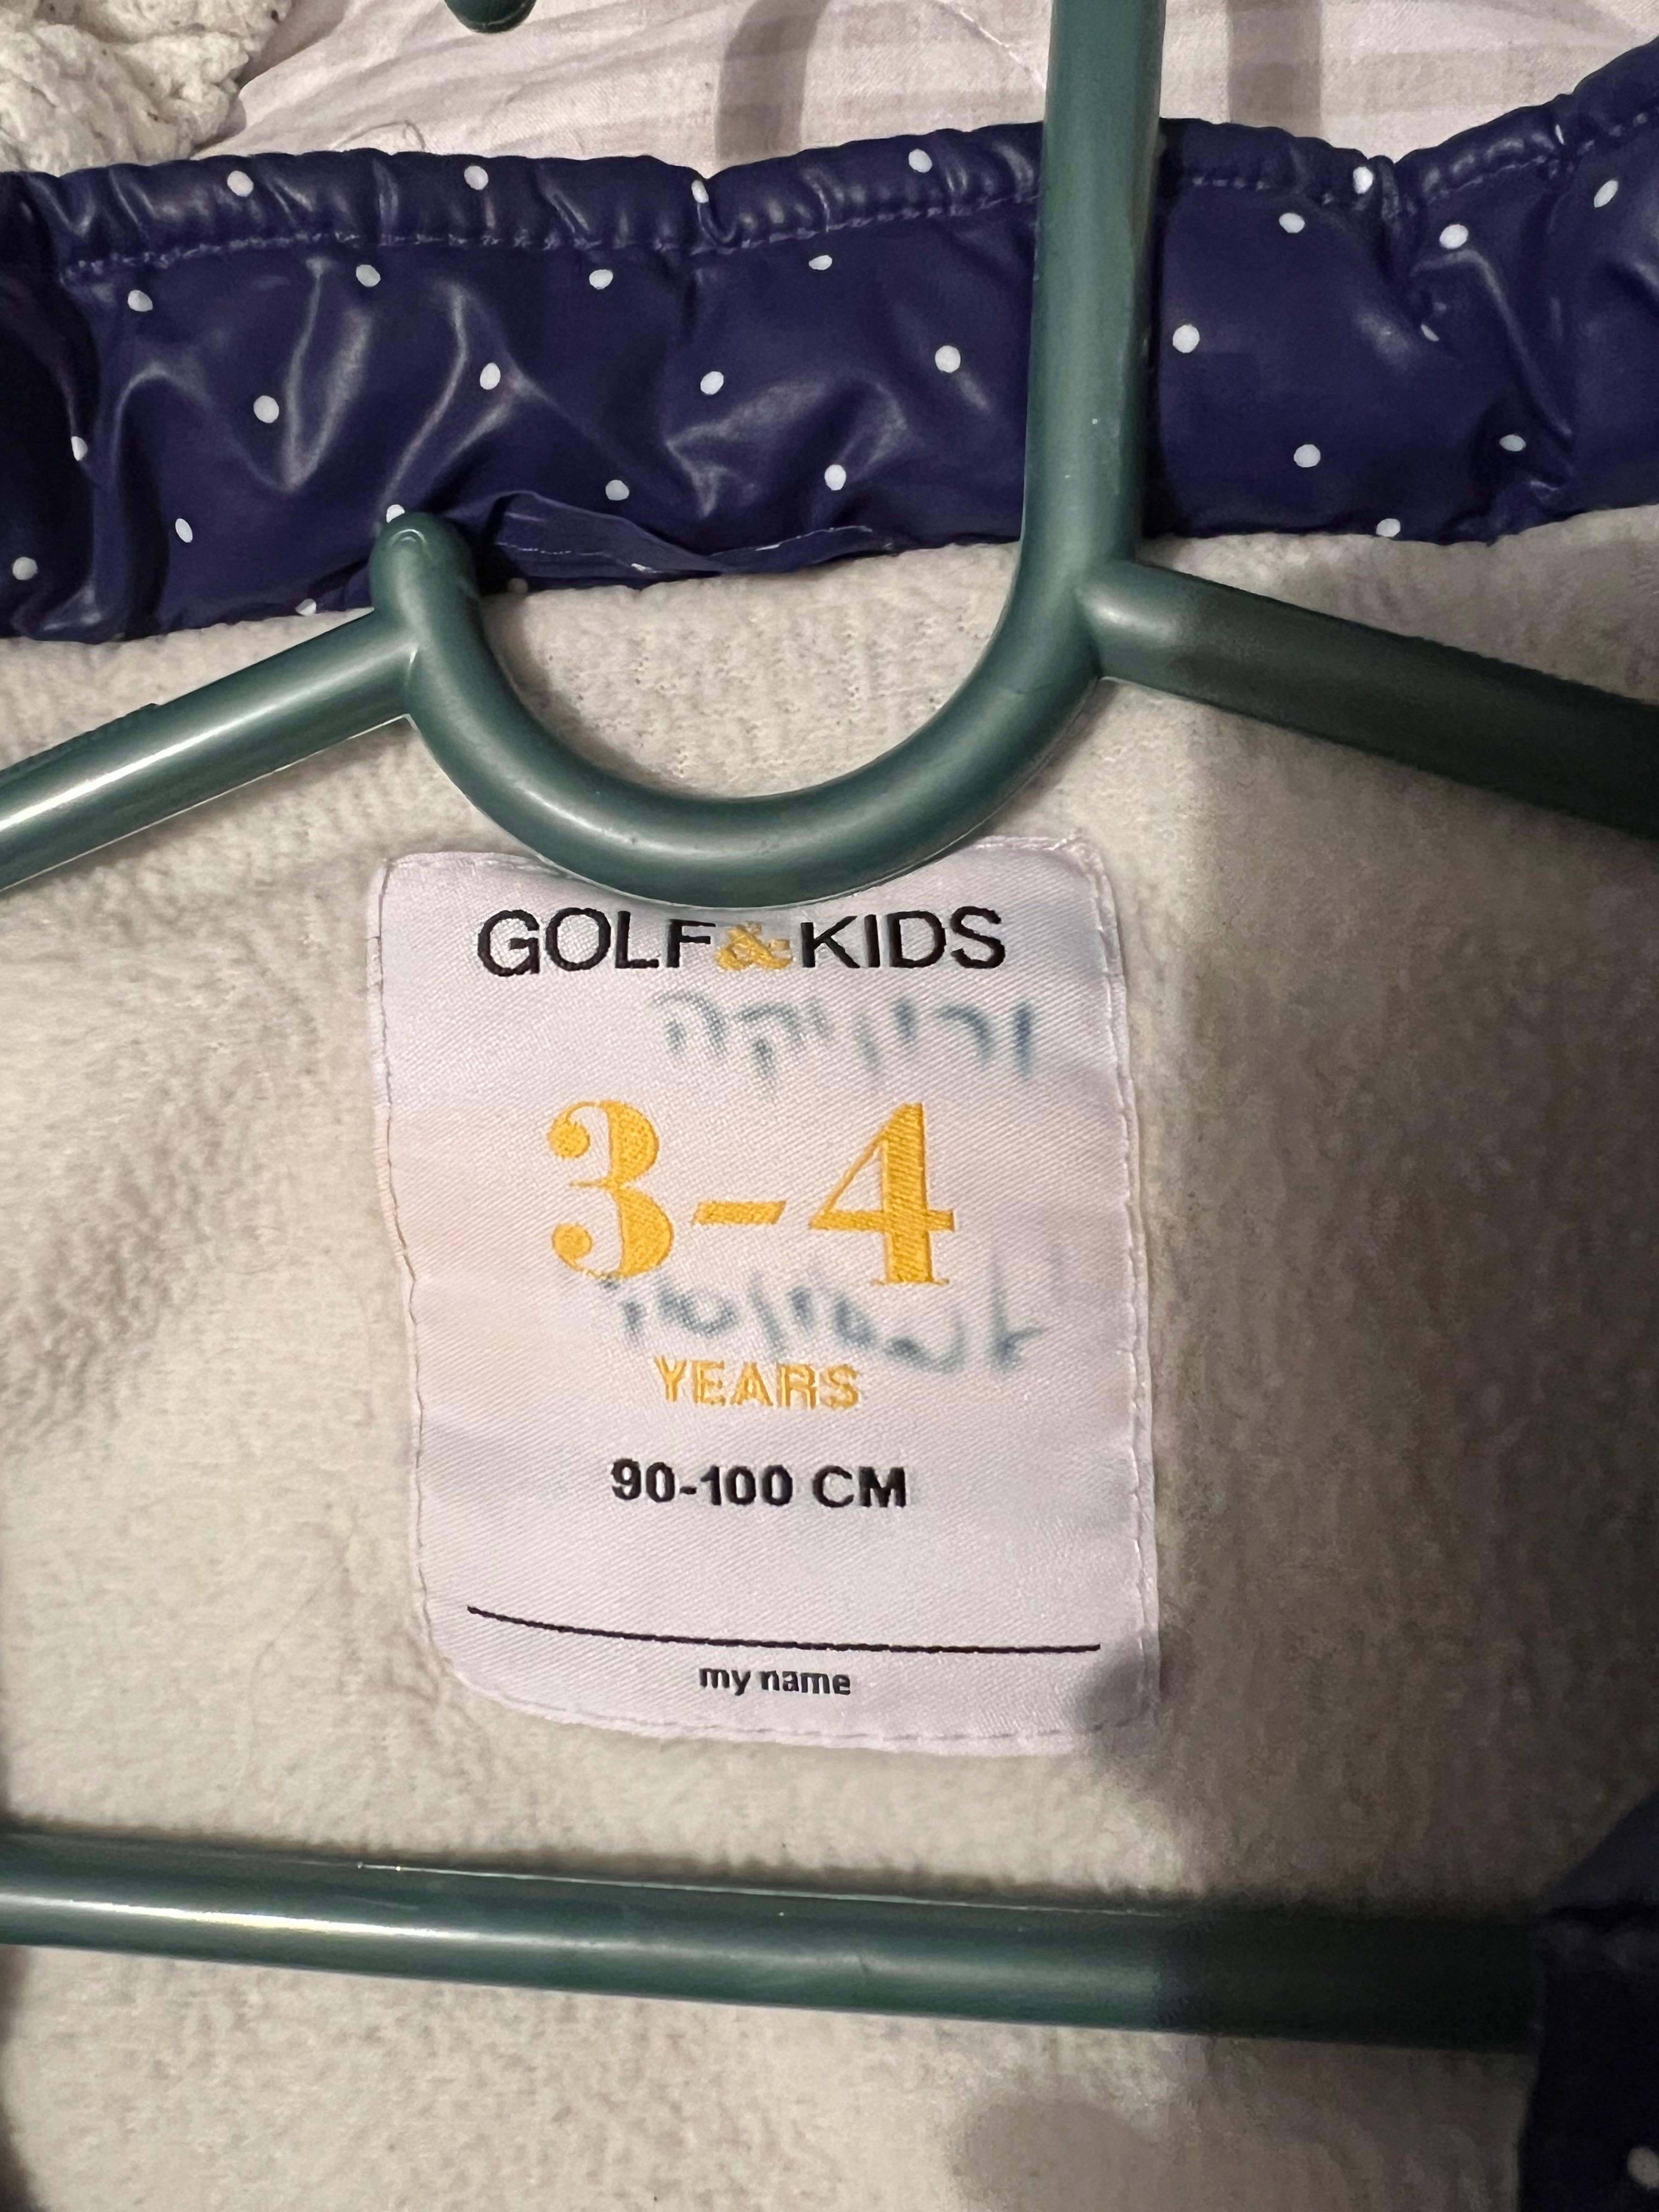 GOLF&KIDS
3-4
YEARS
90-100 CM
my name